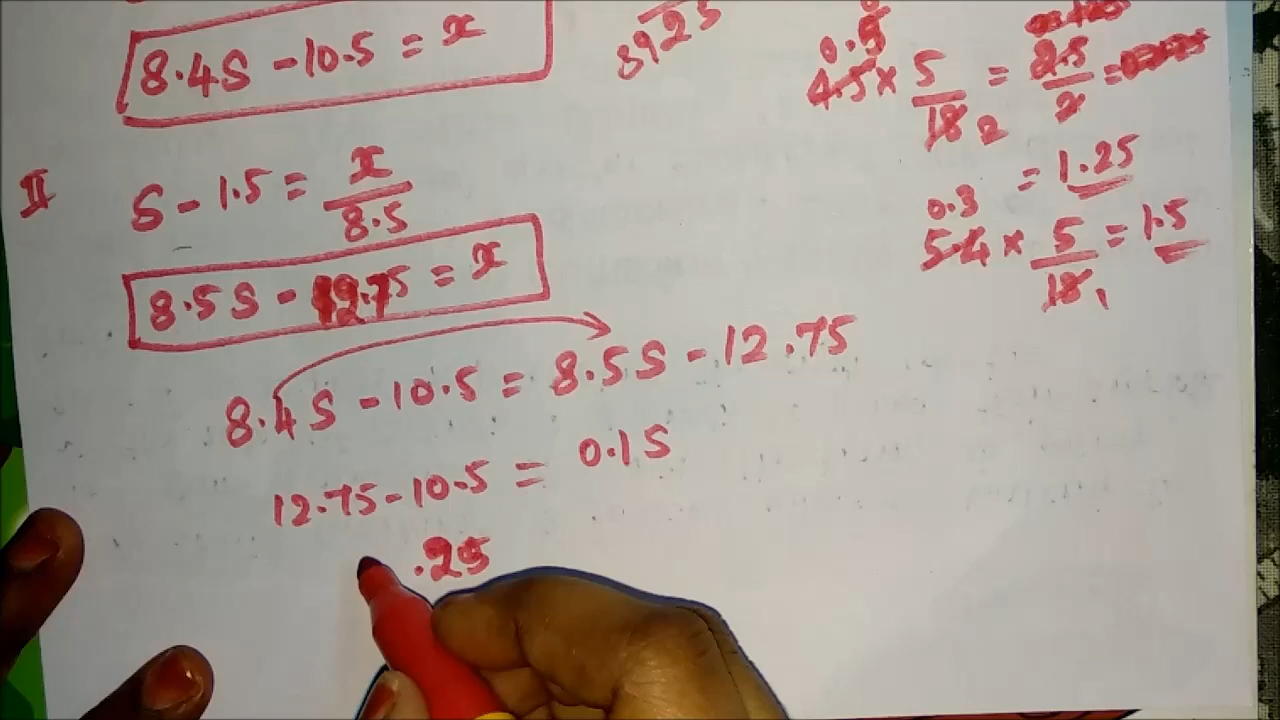 8.4S - 10.5 = x
3925
II S - 1.5 = x/8.5
8.5S - 12.75 = x
8.4S - 10.5 = 8.5S - 12.75
12.75 - 10.5 = 0.1S
.25
0.5
4.5 × 5/18 2 = 2.5/2 =
= 1.25
0.3
5.4 × 5/18 1 = 1.5